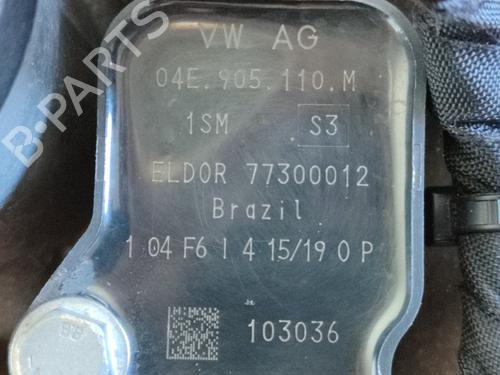 VW AG
04E.905.110.M
1SM S3
ELDOR 77300012
Brazil
1 04 F6 I 4 15/19 0 P
103036
B-PARTS